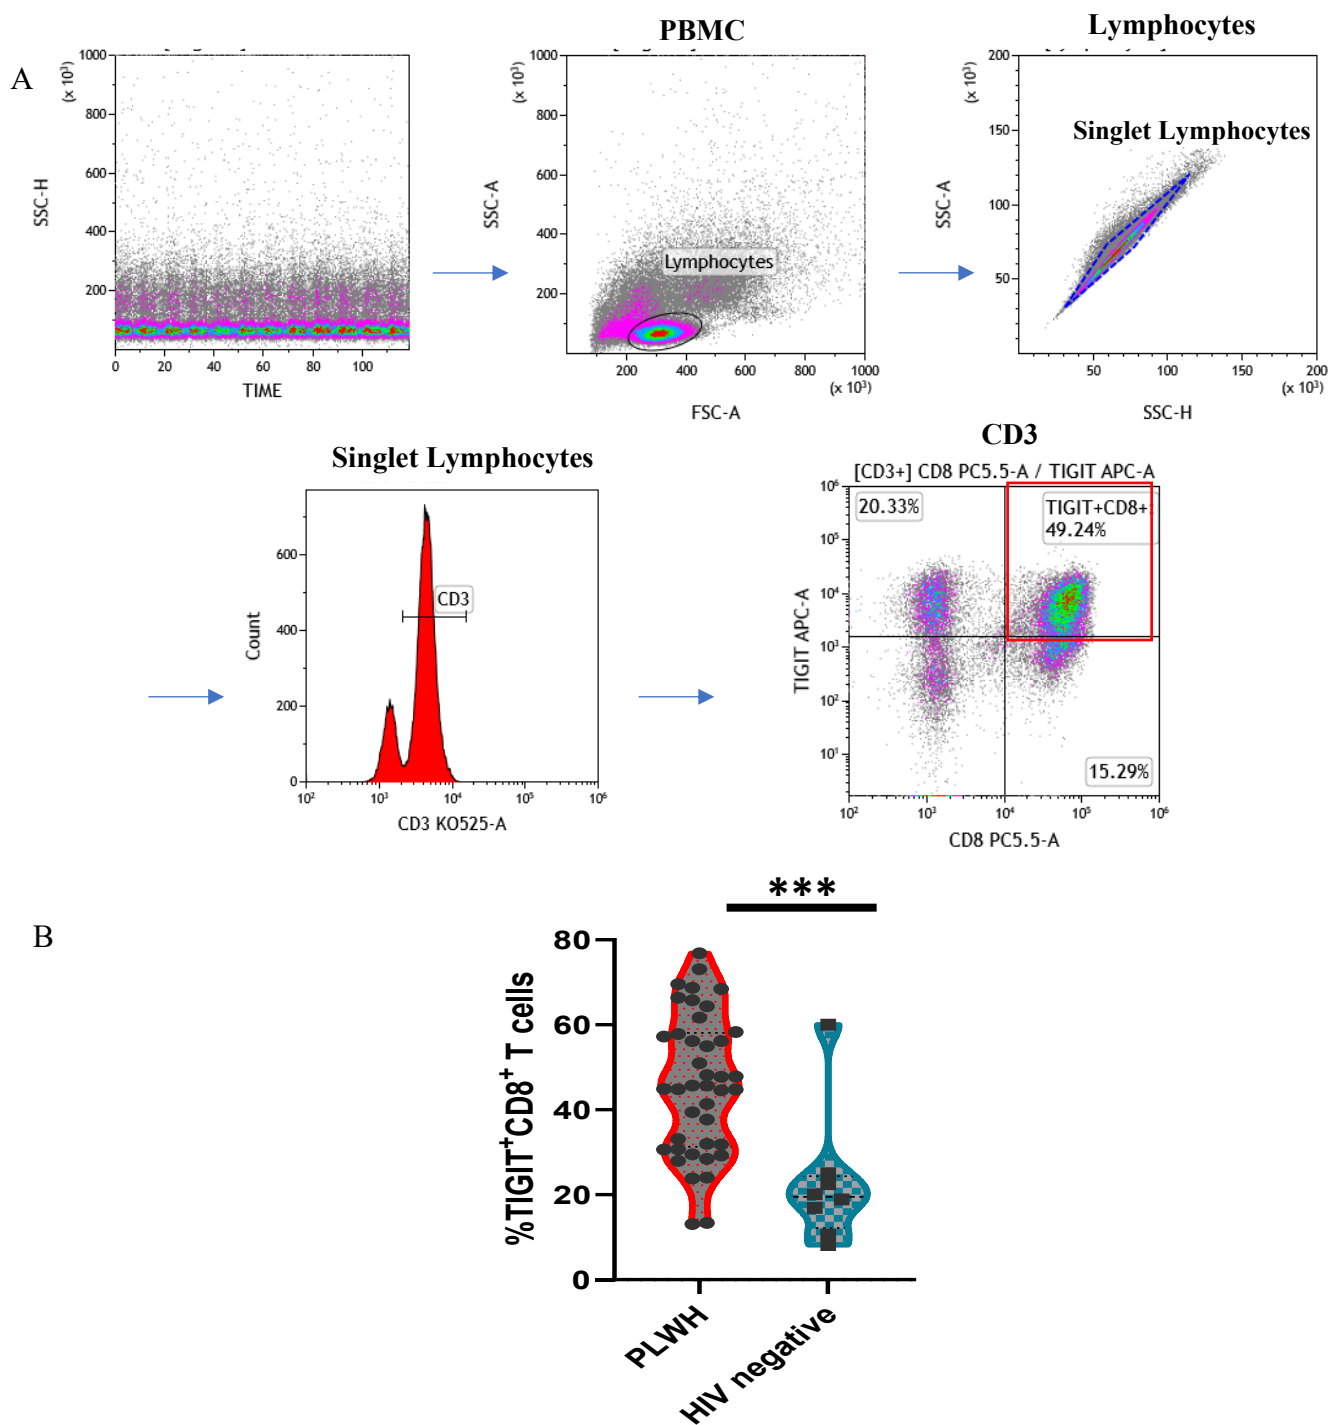 A
PBMC
Lymphocytes
1000
800
600
400
200
(x 10³)
SSC-H
0 20 40 60 80 100
TIME
1000
800
600
400
200
(x 10³)
SSC-A
Lymphocytes
200 400 600 800 1000
(x 10³)
FSC-A
200
150
100
50
(x 10³)
SSC-A
Singlet Lymphocytes
50 100 150 200
(x 10³)
SSC-H
Singlet Lymphocytes
600
400
200
0
Count
CD3
10² 10³ 10⁴ 10⁵ 10⁶
CD3 KO525-A
CD3
[CD3+] CD8 PC5.5-A / TIGIT APC-A
10⁶
10⁵
10⁴
10³
10²
10¹
TIGIT APC-A
20.33%
TIGIT+CD8+
49.24%
15.29%
10² 10³ 10⁴ 10⁵ 10⁶
CD8 PC5.5-A
B
***
80
60
40
20
0
%TIGIT⁺CD8⁺ T cells
PLWH
HIV negative